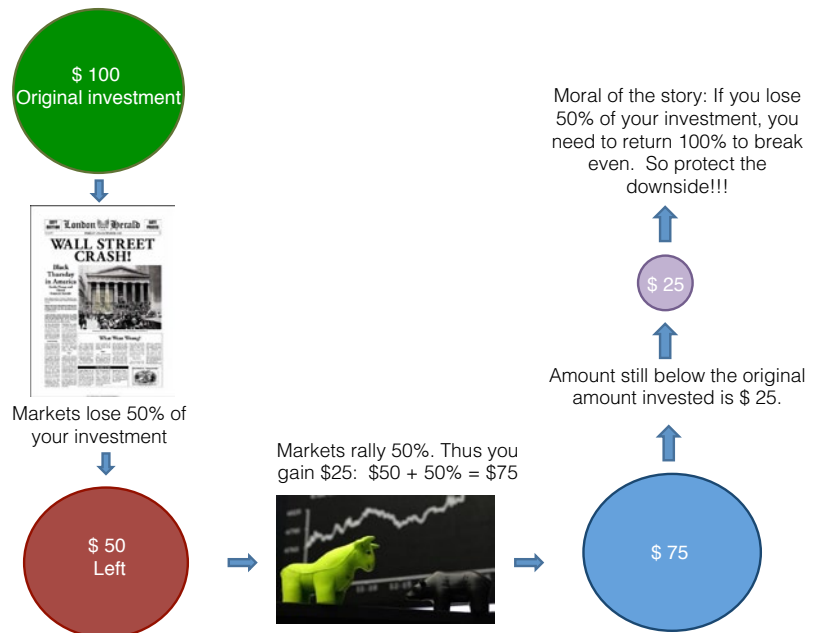 $ 100
Original investment
London Herald
WALL STREET
CRASH!
Black
Thursday
in America
What Went Wrong?
Markets lose 50% of
your investment
$ 50
Left
Markets rally 50%. Thus you
gain $25:  $50 + 50% = $75
$ 75
Amount still below the original
amount invested is $ 25.
$ 25
Moral of the story: If you lose
50% of your investment, you
need to return 100% to break
even.  So protect the
downside!!!